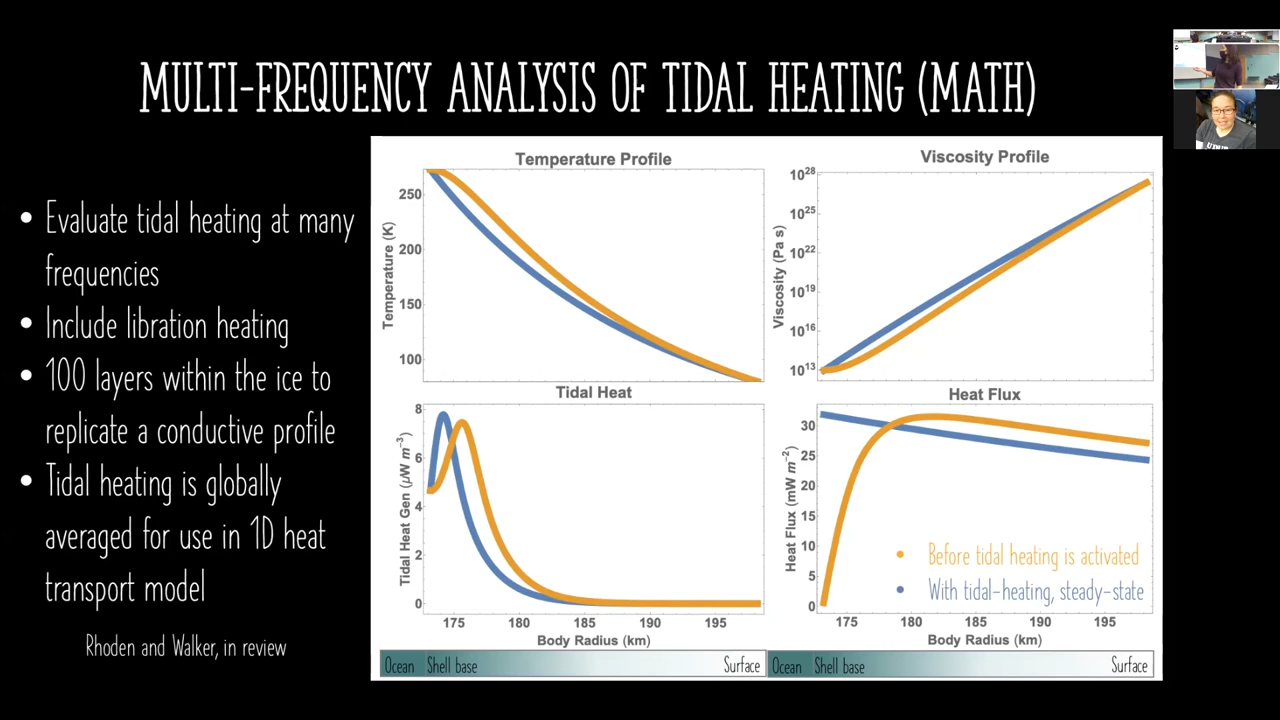 MULTI-FREQUENCY ANALYSIS OF TIDAL HEATING (MATH)
• Evaluate tidal heating at many
frequencies
• Include libration heating
• 100 layers within the ice to
replicate a conductive profile
• Tidal heating is globally
averaged for use in 1D heat
transport model
Rhoden and Walker, in review
Temperature Profile
Temperature (K)
250
200
150
100
Viscosity Profile
Viscosity (Pa s)
10^28
10^25
10^22
10^19
10^16
10^13
Tidal Heat
Tidal Heat Gen (μW m^-3)
8
6
4
2
0
175 180 185 190 195
Body Radius (km)
Heat Flux
Heat Flux (mW m^-2)
30
25
20
15
10
5
0
• Before tidal heating is activated
• With tidal-heating, steady-state
175 180 185 190 195
Body Radius (km)
Ocean Shell base Surface
Ocean Shell base Surface